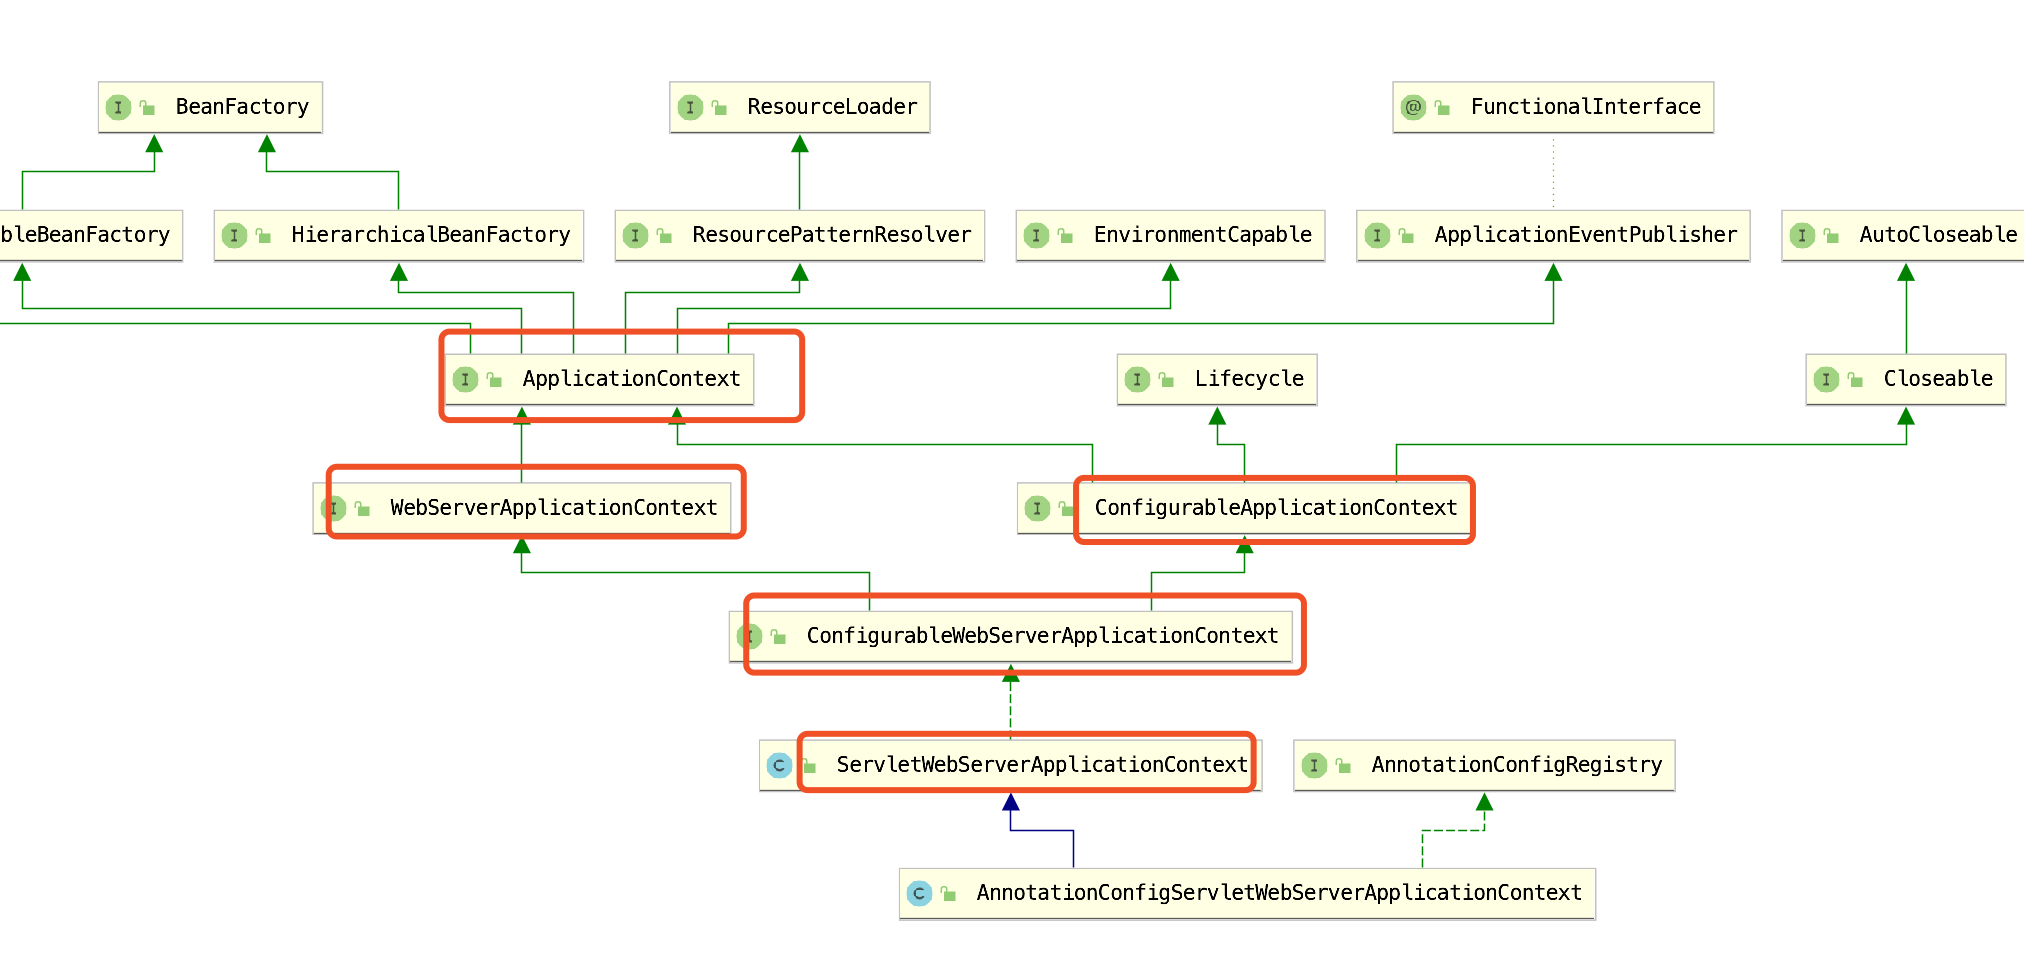 BeanFactory
ResourceLoader
FunctionalInterface
bleBeanFactory
HierarchicalBeanFactory
ResourcePatternResolver
EnvironmentCapable
ApplicationEventPublisher
AutoCloseable
ApplicationContext
Lifecycle
Closeable
WebServerApplicationContext
ConfigurableApplicationContext
ConfigurableWebServerApplicationContext
ServletWebServerApplicationContext
AnnotationConfigRegistry
AnnotationConfigServletWebServerApplicationContext